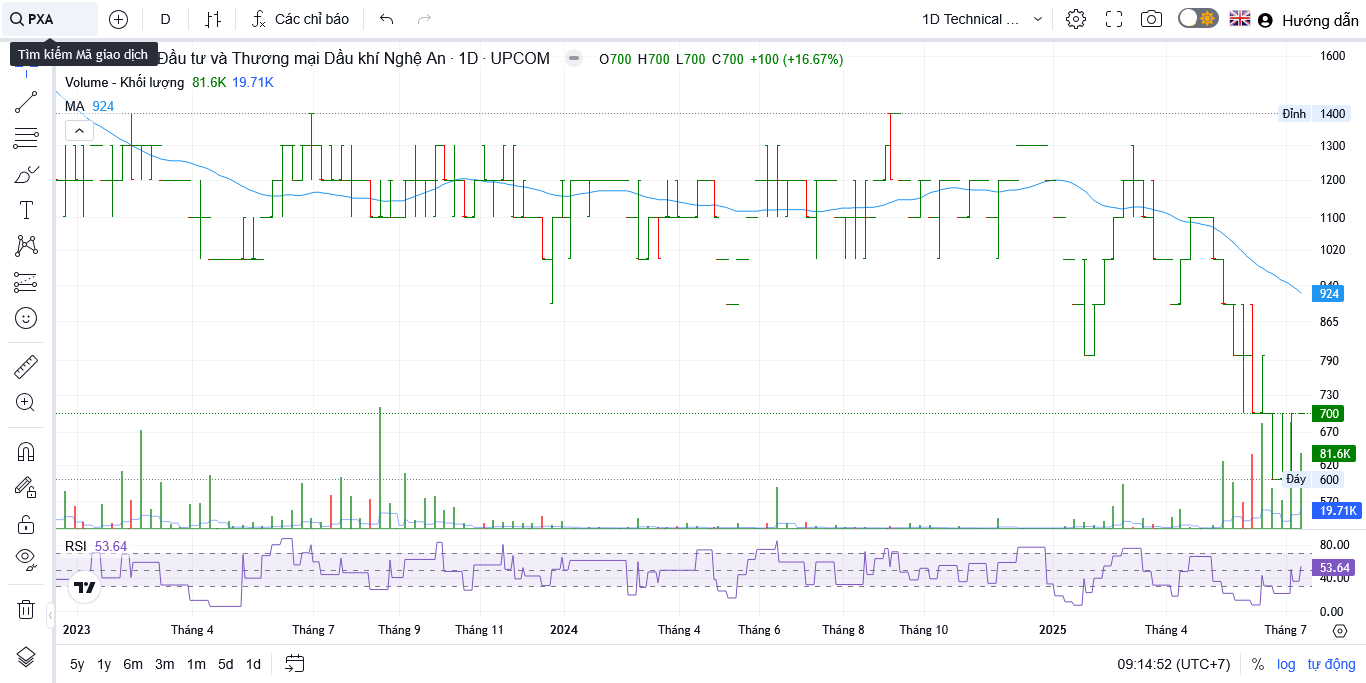 PXA D Các chỉ báo 1D Technical ... Hướng dẫn
Tìm kiếm Mã giao dịch
Đầu tư và Thương mại Dầu khí Nghệ An · 1D · UPCOM O700 H700 L700 C700 +100 (+16.67%)
Volume - Khối lượng 81.6K 19.71K
MA 924
1600
Đỉnh 1400
1300
1200
1100
1020
940
924
865
790
730
700
670
81.6K
620
Đáy 600
570
19.71K
RSI 53.64
80.00
53.64
40.00
0.00
2023 Tháng 4 Tháng 7 Tháng 9 Tháng 11 2024 Tháng 4 Tháng 6 Tháng 8 Tháng 10 2025 Tháng 4 Tháng 7
5y 1y 6m 3m 1m 5d 1d 09:14:52 (UTC+7) % log tự động